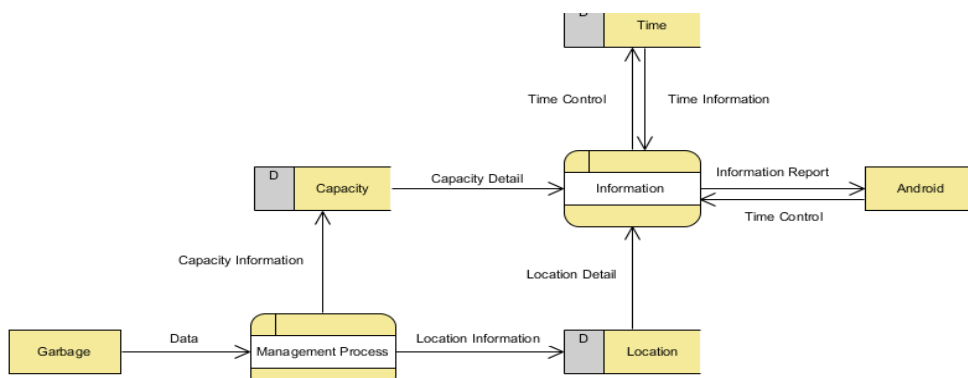 D
Time
Time Control
Time Information
D
Capacity
Capacity Detail
Information
Information Report
Android
Time Control
Capacity Information
Location Detail
Garbage
Data
Management Process
Location Information
D
Location